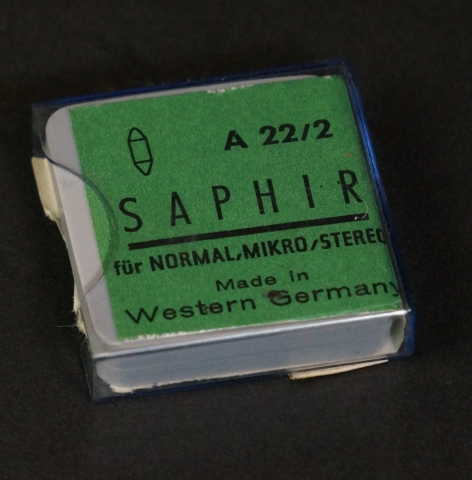 A 22/2
SAPHIR
für NORMAL/MIKRO/STEREO
Made in
Western Germany